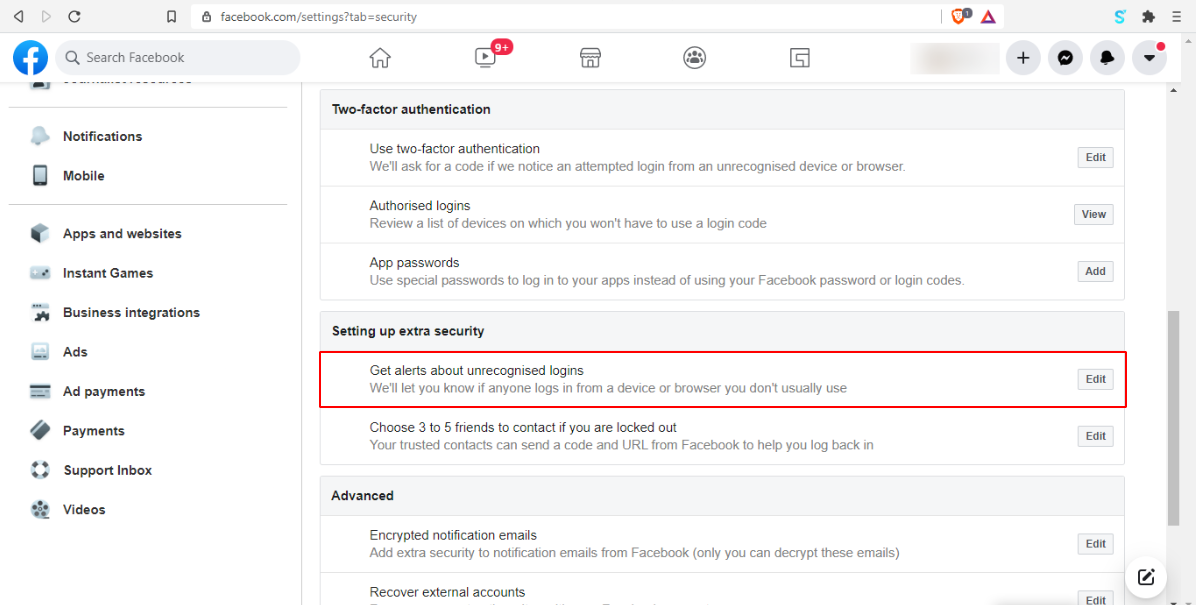 facebook.com/settings?tab=security
1
Search Facebook
9+
Notifications
Mobile
Apps and websites
Instant Games
Business integrations
Ads
Ad payments
Payments
Support Inbox
Videos
Two-factor authentication
Use two-factor authentication
We'll ask for a code if we notice an attempted login from an unrecognised device or browser.
Edit
Authorised logins
Review a list of devices on which you won't have to use a login code
View
App passwords
Use special passwords to log in to your apps instead of using your Facebook password or login codes.
Add
Setting up extra security
Get alerts about unrecognised logins
We'll let you know if anyone logs in from a device or browser you don't usually use
Edit
Choose 3 to 5 friends to contact if you are locked out
Your trusted contacts can send a code and URL from Facebook to help you log back in
Edit
Advanced
Encrypted notification emails
Add extra security to notification emails from Facebook (only you can decrypt these emails)
Edit
Recover external accounts
Edit